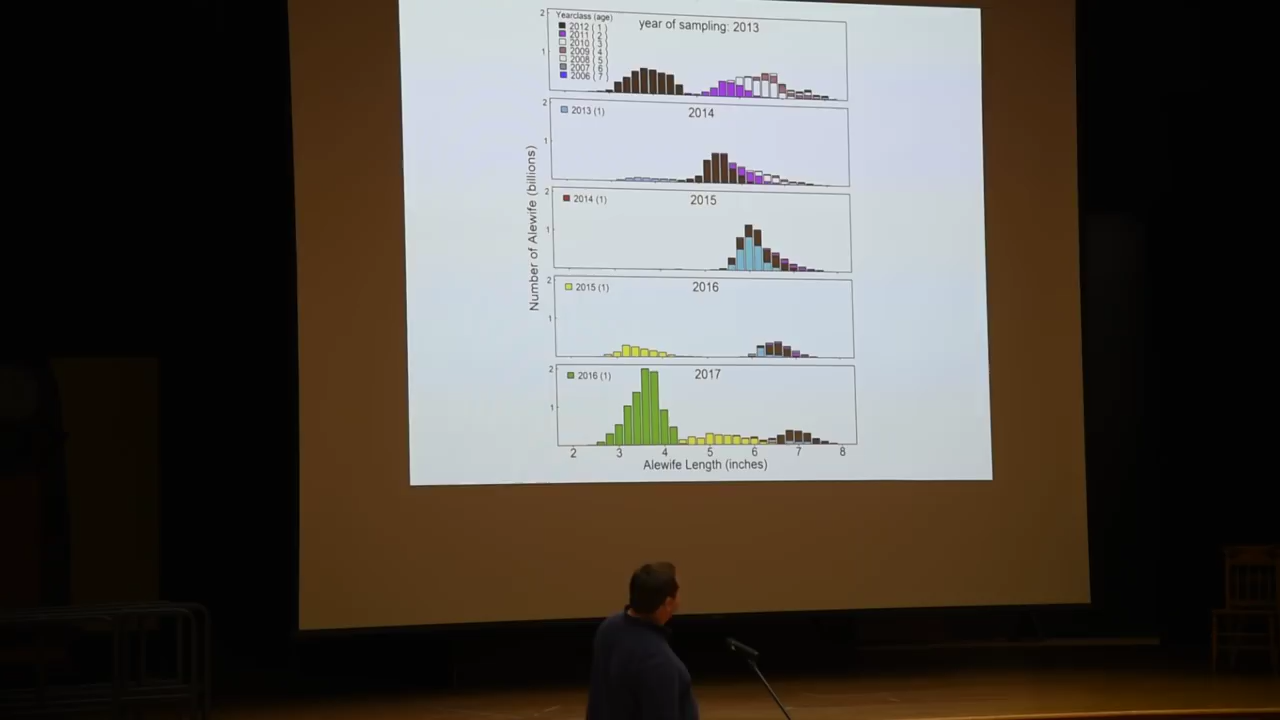 Yearclass (age)
2012 ( 1 )
2011 ( 2 )
2010 ( 3 )
2009 ( 4 )
2008 ( 5 )
2007 ( 6 )
2006 ( 7 )
year of sampling: 2013
2
1
2013 (1)
2014
2
1
2014 (1)
2015
2
1
2015 (1)
2016
2
1
2016 (1)
2017
2
1
Number of Alewife (billions)
2 3 4 5 6 7 8
Alewife Length (inches)